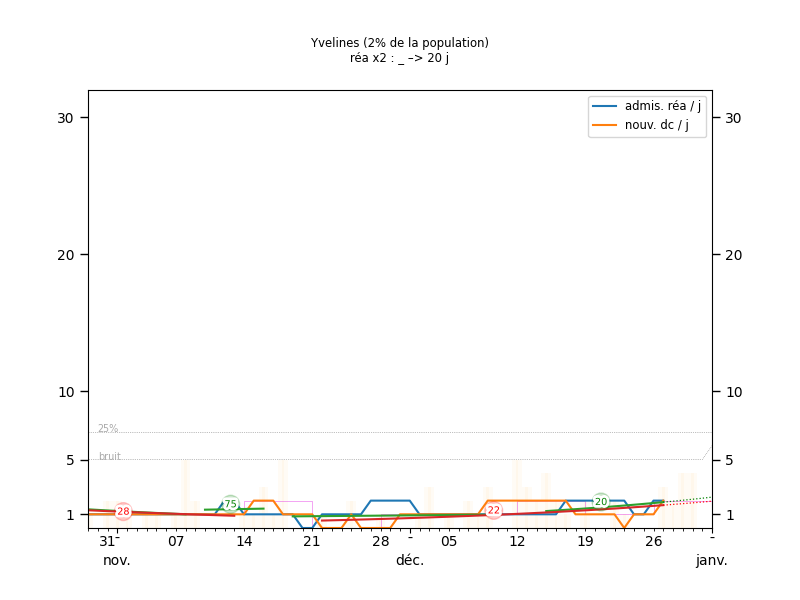 Yvelines (2% de la population)
réa x2 : _ –> 20 j
admis. réa / j
nouv. dc / j
30 30
20 20
10 10
25%
5 5
bruit
75
20
28
22
1 1
31 07 14 21 28 05 12 19 26
nov. déc. janv.